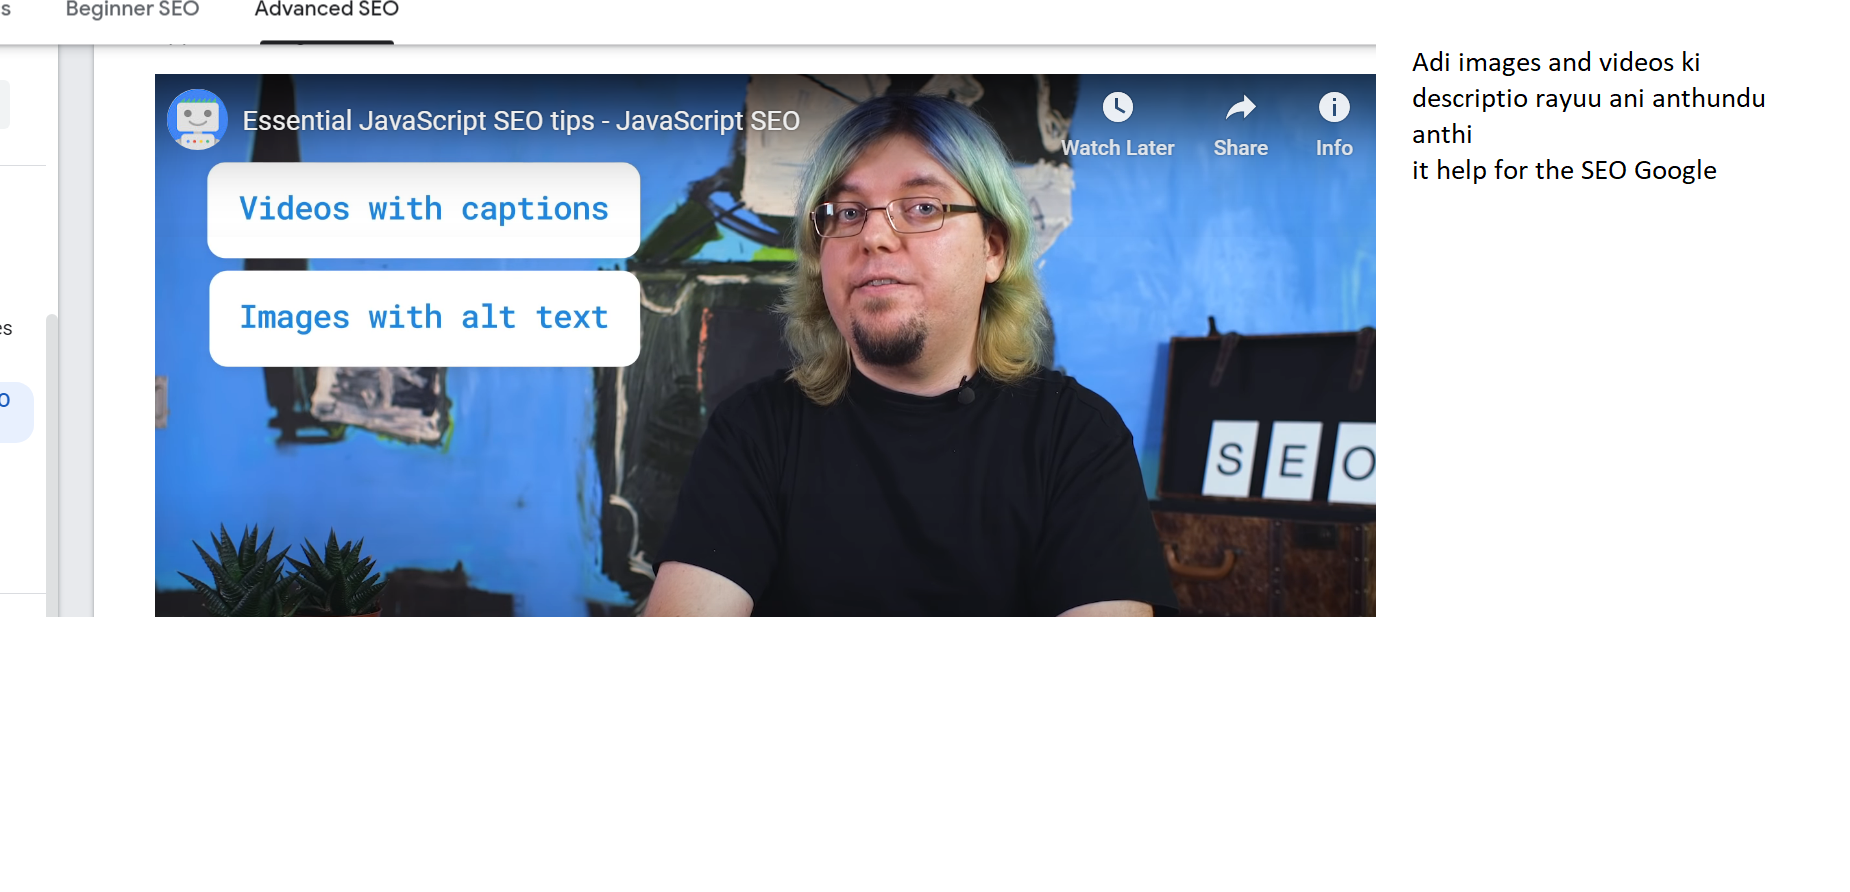 s
Beginner SEO
Advanced SEO
Essential JavaScript SEO tips - JavaScript SEO
Watch Later
Share
Info
Videos with captions
Images with alt text
es
O
S E O
Adi images and videos ki
descriptio rayuu ani anthundu
anthi
it help for the SEO Google